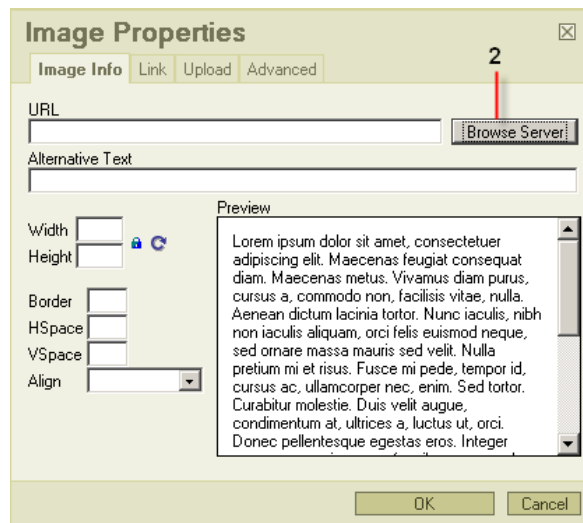 Image Properties
2
Image Info Link Upload Advanced
URL
Browse Server
Alternative Text
Preview
Width
Height
Border
HSpace
VSpace
Align
Lorem ipsum dolor sit amet, consectetuer
adipiscing elit. Maecenas feugiat consequat
diam. Maecenas metus. Vivamus diam purus,
cursus a, commodo non, facilisis vitae, nulla.
Aenean dictum lacinia tortor. Nunc iaculis, nibh
non iaculis aliquam, orci felis euismod neque,
sed ornare massa mauris sed velit. Nulla
pretium mi et risus. Fusce mi pede, tempor id,
cursus ac, ullamcorper nec, enim. Sed tortor.
Curabitur molestie. Duis velit augue,
condimentum at, ultrices a, luctus ut, orci.
Donec pellentesque egestas eros. Integer
OK Cancel